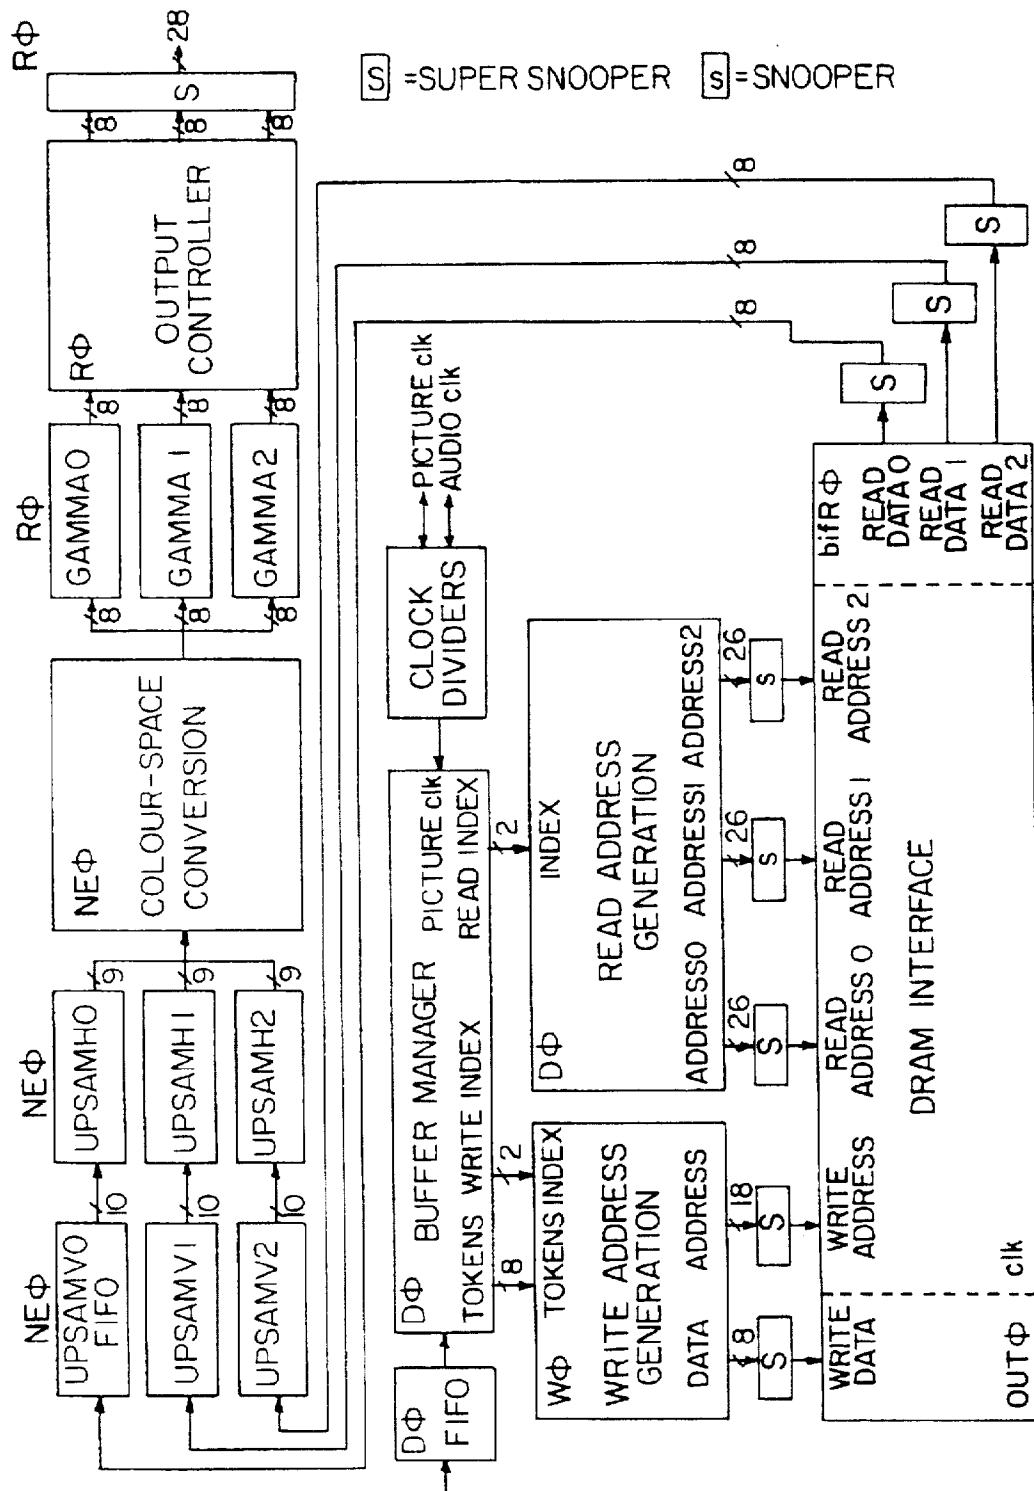 S =SUPER SNOOPER s =SNOOPER
NEΦ
NEΦ
RΦ
RΦ
UPSAMV0
FIFO
10
UPSAMH0
9
NEΦ
COLOUR-SPACE
CONVERSION
8
GAMMA0
8
RΦ
OUTPUT
CONTROLLER
8
S
28
UPSAMV1
10
UPSAMH1
9
8
GAMMA 1
8
8
UPSAMV2
10
UPSAMH2
9
8
GAMMA 2
8
8
DΦ
FIFO
DΦ
BUFFER MANAGER
PICTURE clk
TOKENS WRITE INDEX
READ INDEX
CLOCK
DIVIDERS
PICTURE clk
AUDIO clk
8
8
8
18
2
2
WΦ
TOKENS INDEX
WRITE ADDRESS
GENERATION
DATA ADDRESS
DΦ
INDEX
READ ADDRESS
GENERATION
ADDRESS0 ADDRESS1 ADDRESS2
8
18
26
26
26
S
S
S
s
s
S
S
S
WRITE
DATA
WRITE
ADDRESS
READ
ADDRESS 0
READ
ADDRESS 1
READ
ADDRESS 2
bifRΦ
READ
DATA 0
READ
DATA 1
READ
DATA 2
DRAM INTERFACE
OUTΦ
clk